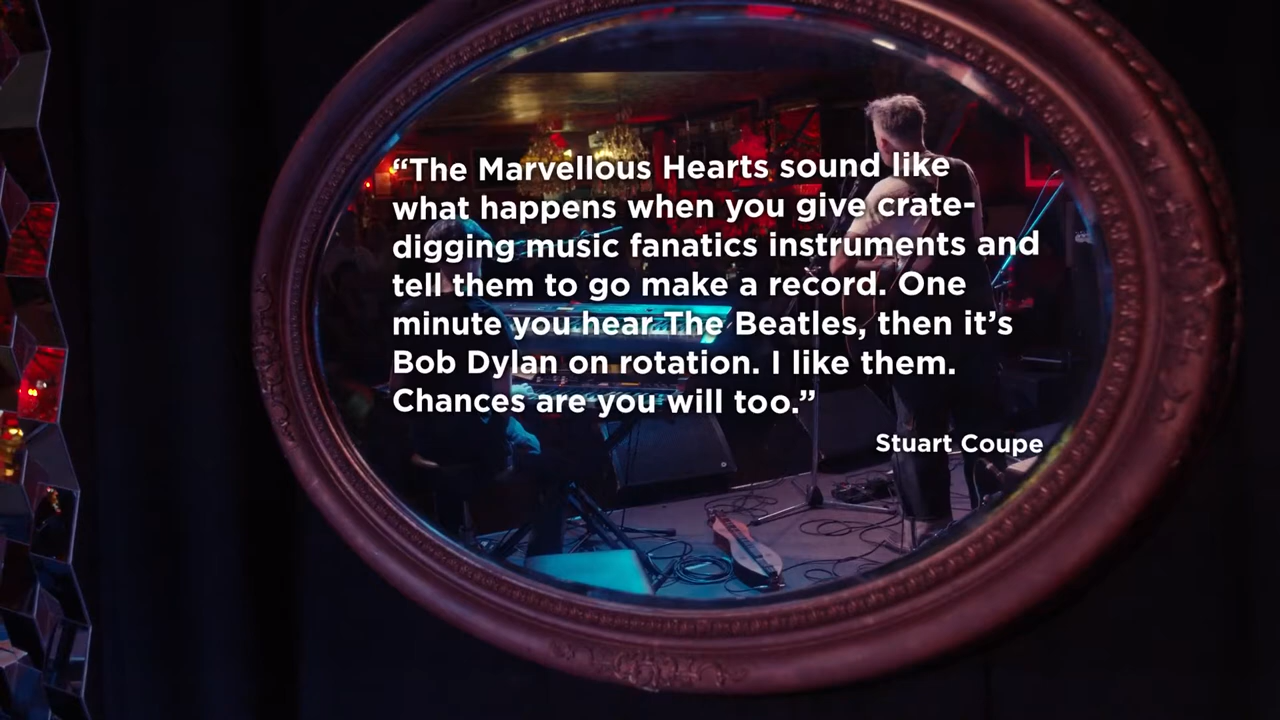 “The Marvellous Hearts sound like
what happens when you give crate-
digging music fanatics instruments and
tell them to go make a record. One
minute you hear The Beatles, then it’s
Bob Dylan on rotation. I like them.
Chances are you will too.”
Stuart Coupe